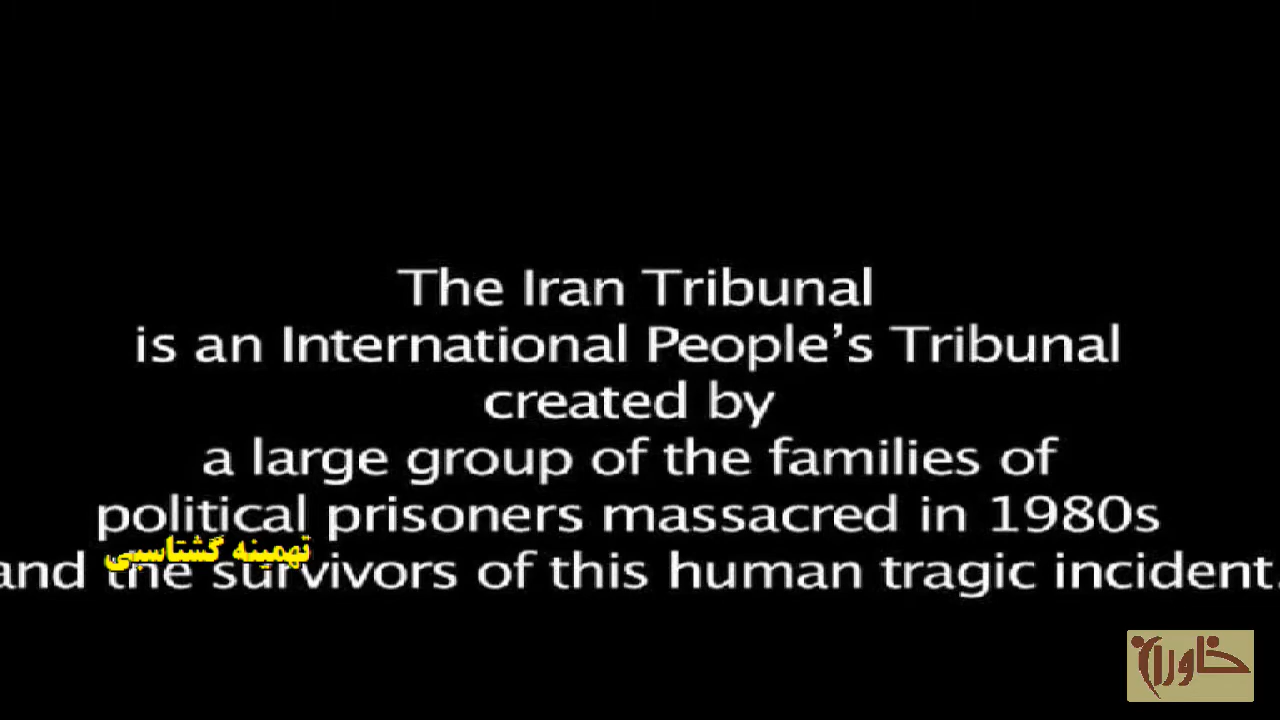 The Iran Tribunal
is an International People’s Tribunal
created by
a large group of the families of
political prisoners massacred in 1980s
تهمینه گشتاسبی
and the survivors of this human tragic incident.
خاوران